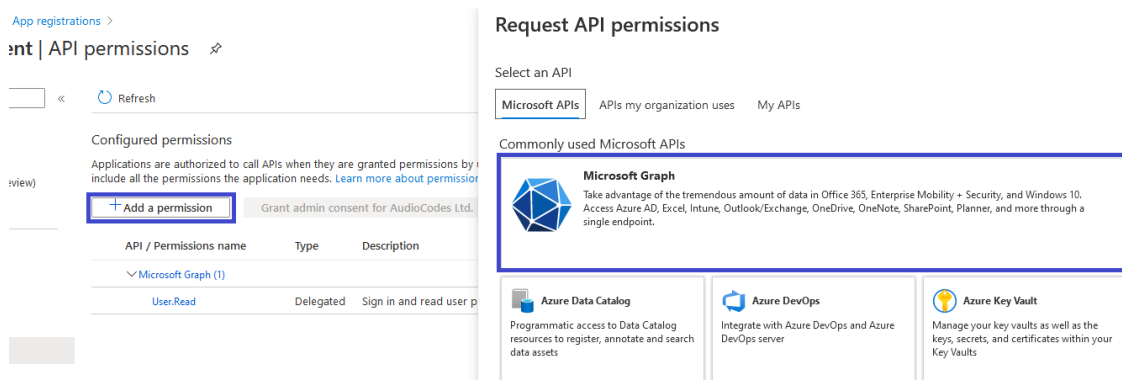 App registrations >
ent | API permissions
«
Refresh
Configured permissions
Applications are authorized to call APIs when they are granted permissions by
include all the permissions the application needs. Learn more about permission
eview)
+ Add a permission
Grant admin consent for AudioCodes Ltd.
API / Permissions name Type Description
Microsoft Graph (1)
User.Read Delegated Sign in and read user p
Request API permissions
Select an API
Microsoft APIs APIs my organization uses My APIs
Commonly used Microsoft APIs
Microsoft Graph
Take advantage of the tremendous amount of data in Office 365, Enterprise Mobility + Security, and Windows 10.
Access Azure AD, Excel, Intune, Outlook/Exchange, OneDrive, OneNote, SharePoint, Planner, and more through a
single endpoint.
Azure Data Catalog
Programmatic access to Data Catalog
resources to register, annotate and search
data assets
Azure DevOps
Integrate with Azure DevOps and Azure
DevOps server
Azure Key Vault
Manage your key vaults as well as the
keys, secrets, and certificates within your
Key Vaults